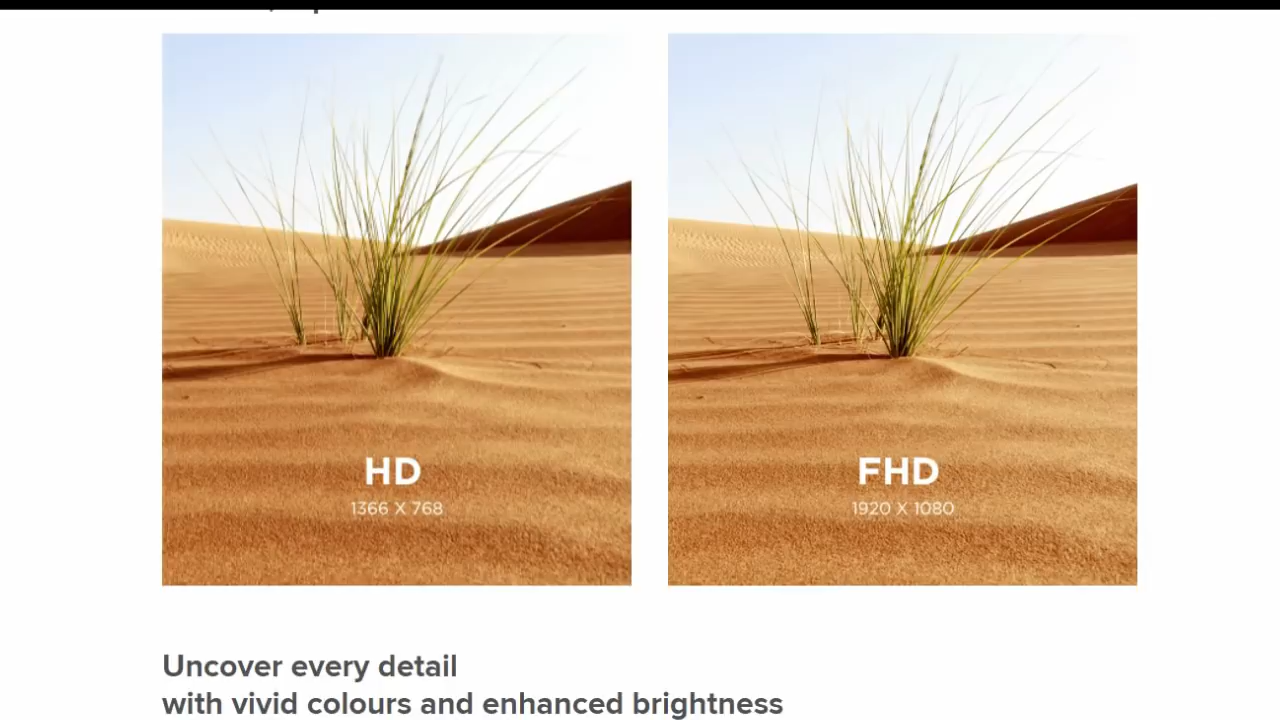 HD
1366 X 768
FHD
1920 X 1080
Uncover every detail
with vivid colours and enhanced brightness